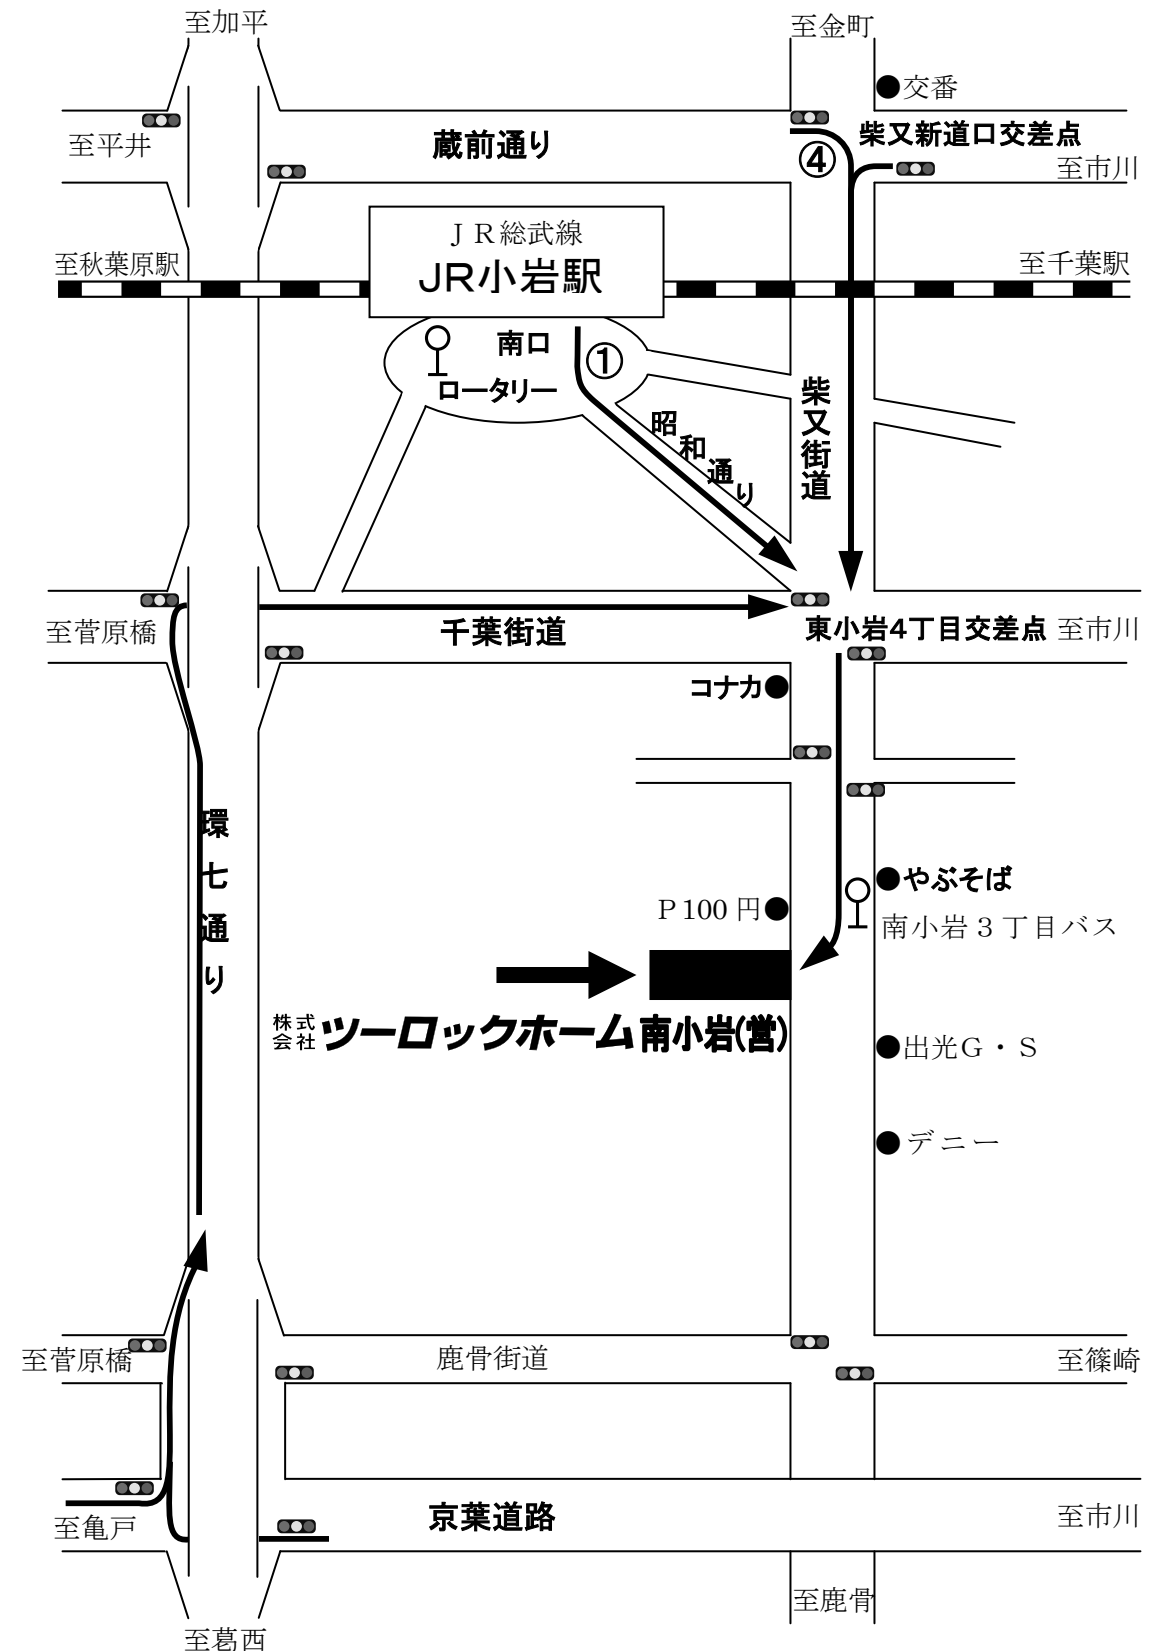 至加平
至金町
交番
至平井
蔵前通り
柴又新道口交差点
④
至市川
ＪＲ総武線
至秋葉原駅
JR小岩駅
至千葉駅
南口
①
ロータリー
昭和通り
柴又街道
至菅原橋
千葉街道
東小岩4丁目交差点
至市川
コナカ
環七通り
やぶそば
Ｐ100 円
南小岩３丁目バス
株式会社
ツーロックホーム南小岩(営)
出光Ｇ・Ｓ
デニー
至菅原橋
鹿骨街道
至篠崎
至亀戸
京葉道路
至市川
至鹿骨
至葛西